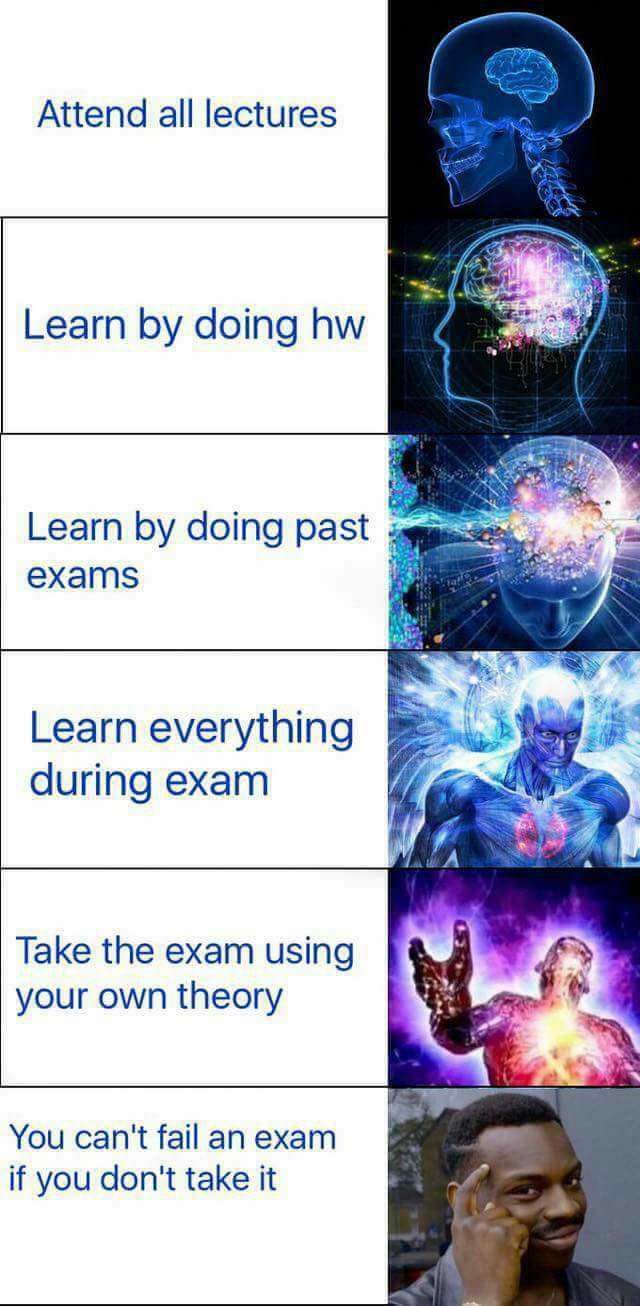 Attend all lectures
Learn by doing hw
Learn by doing past
exams
Learn everything
during exam
Take the exam using
your own theory
You can't fail an exam
if you don't take it